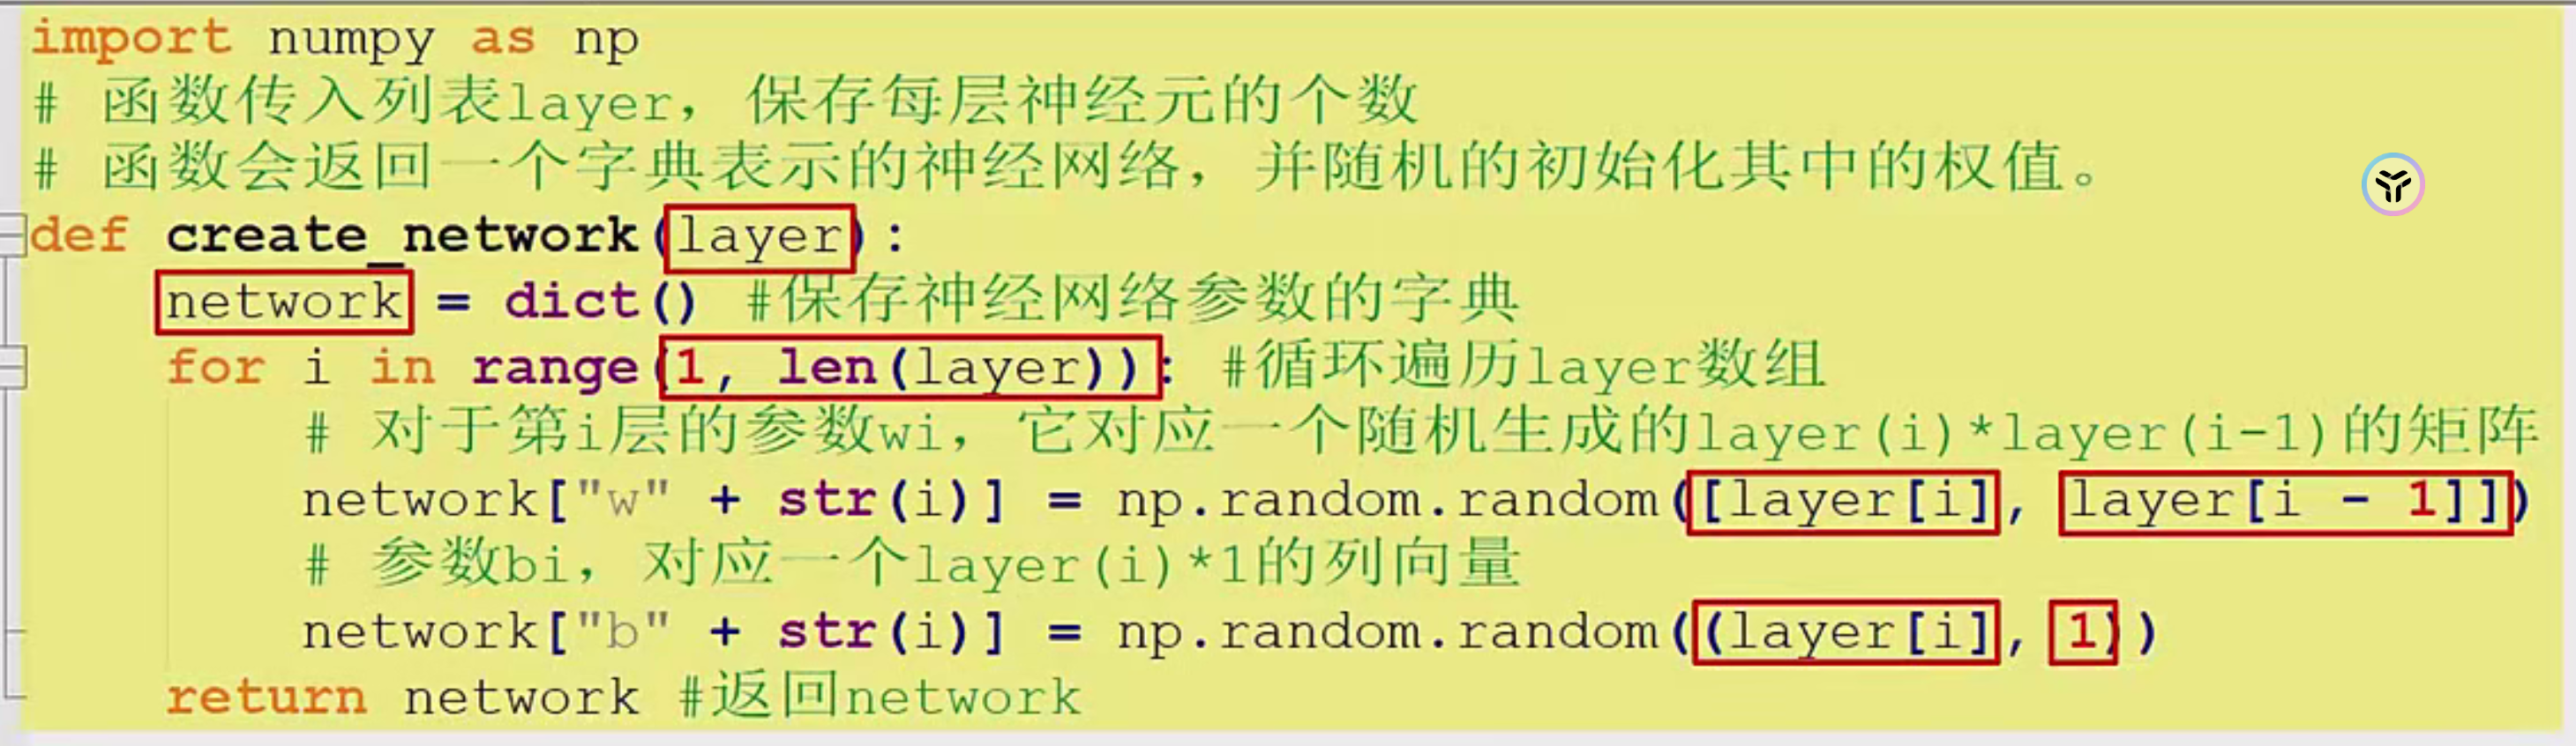 import numpy as np
# 函数传入列表layer，保存每层神经元的个数
# 函数会返回一个字典表示的神经网络，并随机的初始化其中的权值。
def create_network(layer):
network = dict() #保存神经网络参数的字典
for i in range(1, len(layer)): #循环遍历layer数组
# 对于第i层的参数wi，它对应一个随机生成的layer(i)*layer(i-1)的矩阵
network["w" + str(i)] = np.random.random([layer[i], layer[i - 1]])
# 参数bi，对应一个layer(i)*1的列向量
network["b" + str(i)] = np.random.random((layer[i], 1))
return network #返回network